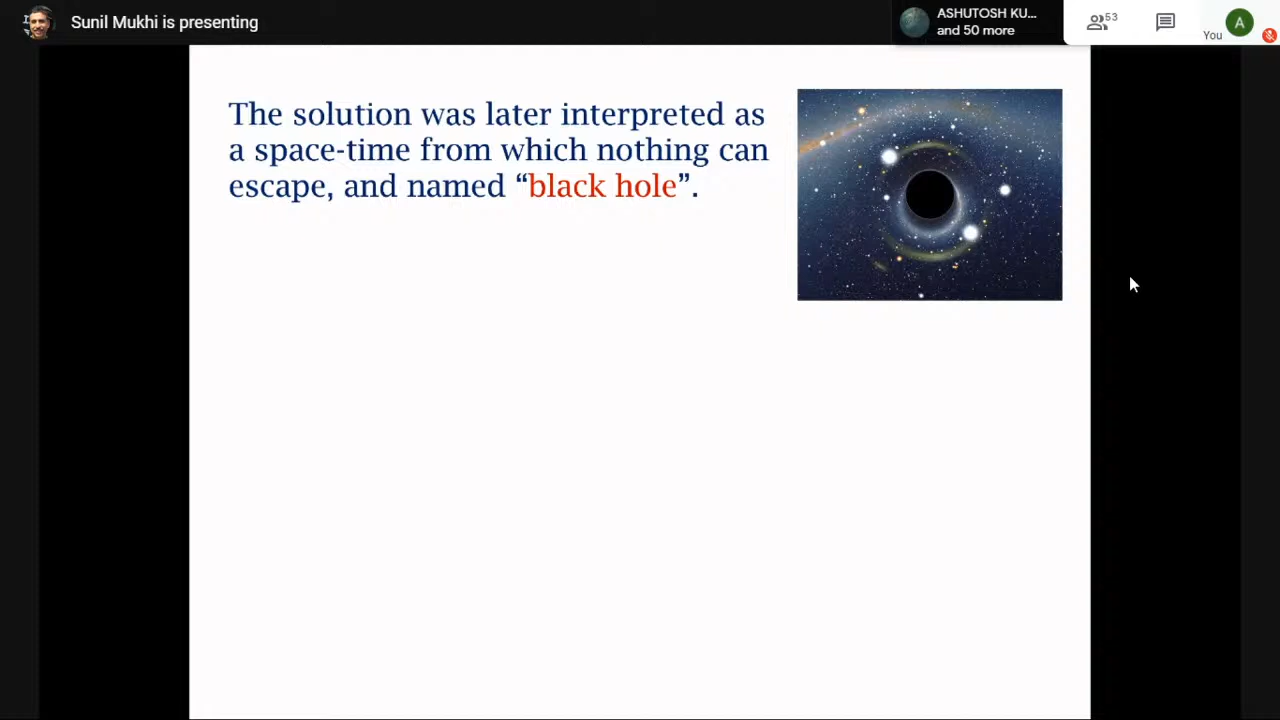 Sunil Mukhi is presenting
ASHUTOSH KU...
and 50 more
53
You
A
The solution was later interpreted as
a space-time from which nothing can
escape, and named “black hole”.